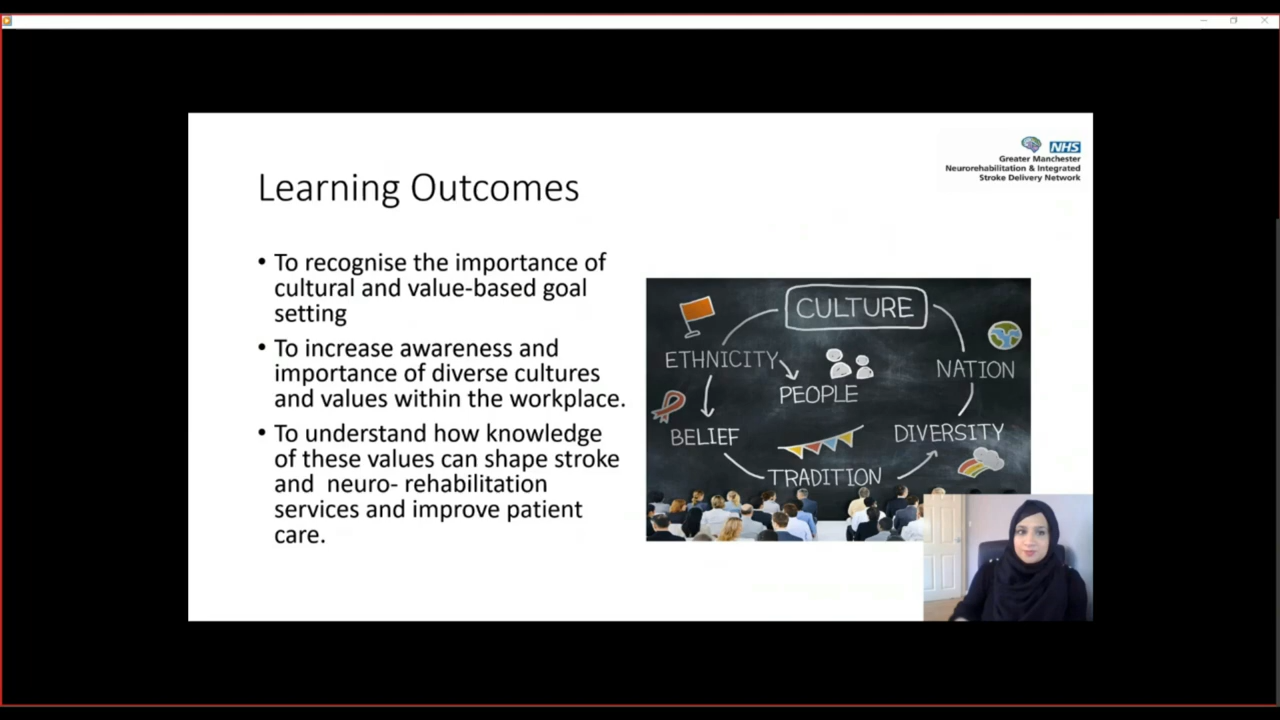 NHS
Greater Manchester
Neurorehabilitation & Integrated
Stroke Delivery Network
Learning Outcomes
• To recognise the importance of
cultural and value-based goal
setting
• To increase awareness and
importance of diverse cultures
and values within the workplace.
• To understand how knowledge
of these values can shape stroke
and  neuro- rehabilitation
services and improve patient
care.
CULTURE
ETHNICITY
PEOPLE
NATION
BELIEF
DIVERSITY
TRADITION